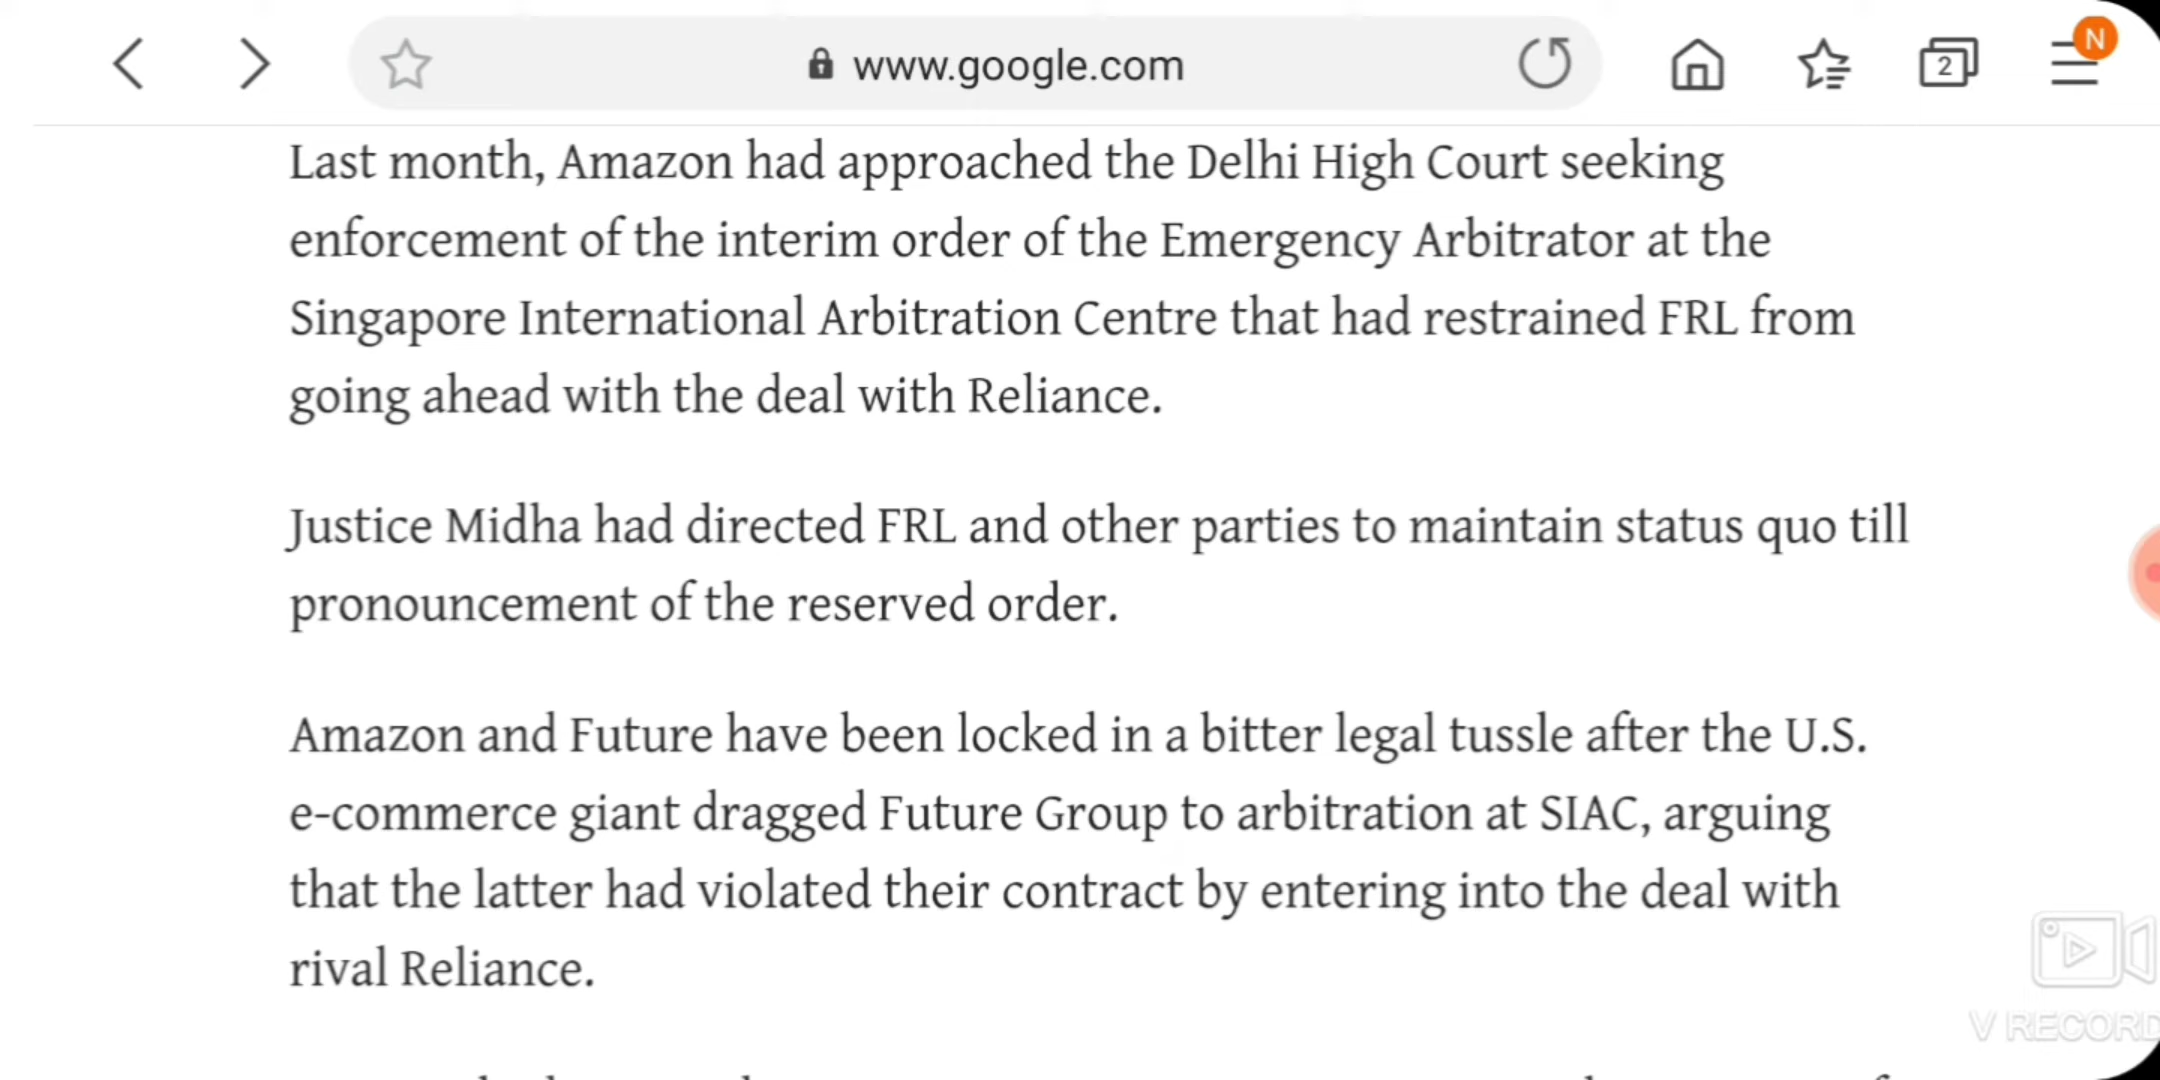 www.google.com
2
N
Last month, Amazon had approached the Delhi High Court seeking
enforcement of the interim order of the Emergency Arbitrator at the
Singapore International Arbitration Centre that had restrained FRL from
going ahead with the deal with Reliance.
Justice Midha had directed FRL and other parties to maintain status quo till
pronouncement of the reserved order.
Amazon and Future have been locked in a bitter legal tussle after the U.S.
e-commerce giant dragged Future Group to arbitration at SIAC, arguing
that the latter had violated their contract by entering into the deal with
rival Reliance.
V RECORD